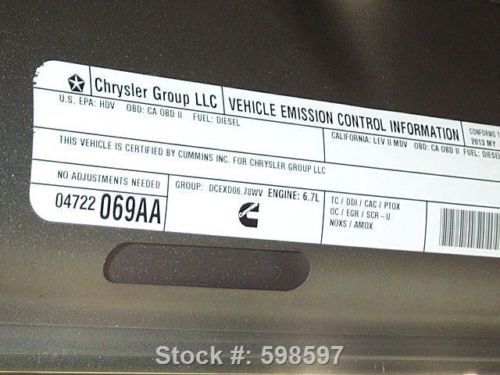 Chrysler Group LLC
VEHICLE EMISSION CONTROL INFORMATION
CONFORMS
U.S. EPA: HDV OBD: CA OBD II FUEL: DIESEL
CALIFORNIA: LEV II MDV OBD: CA OBD II FUEL: DIESEL
2013 MY
THIS VEHICLE IS CERTIFIED BY CUMMINS INC. FOR CHRYSLER GROUP LLC
NO ADJUSTMENTS NEEDED
04722 069AA
GROUP: DCEXD06.78WV ENGINE: 6.7L
TC / DDI / CAC / PTOX
OC / EGR / SCR - U
NOXS / AMOX
Stock #: 598597